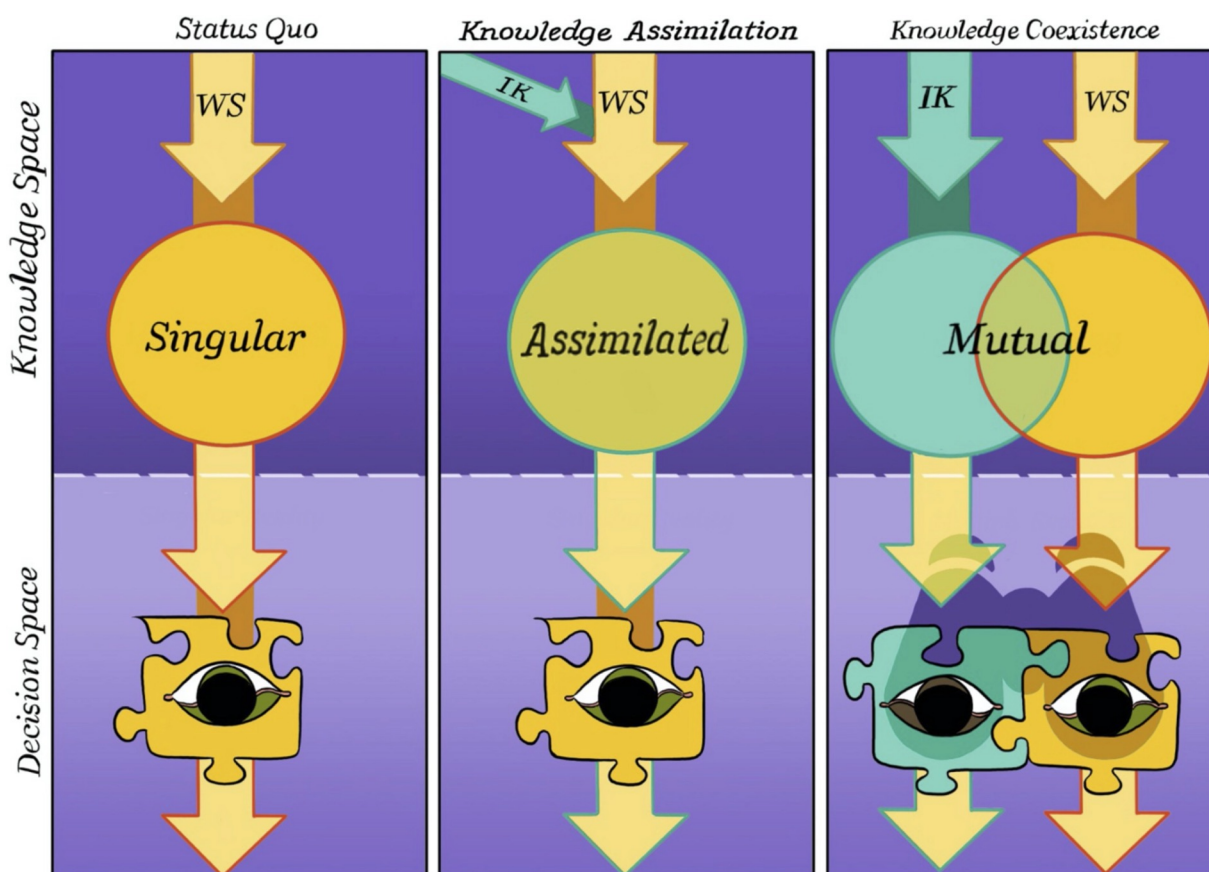 Status Quo
Knowledge Assimilation
Knowledge Coexistence
Knowledge Space
WS
IK
WS
IK
WS
Singular
Assimilated
Mutual
Decision Space